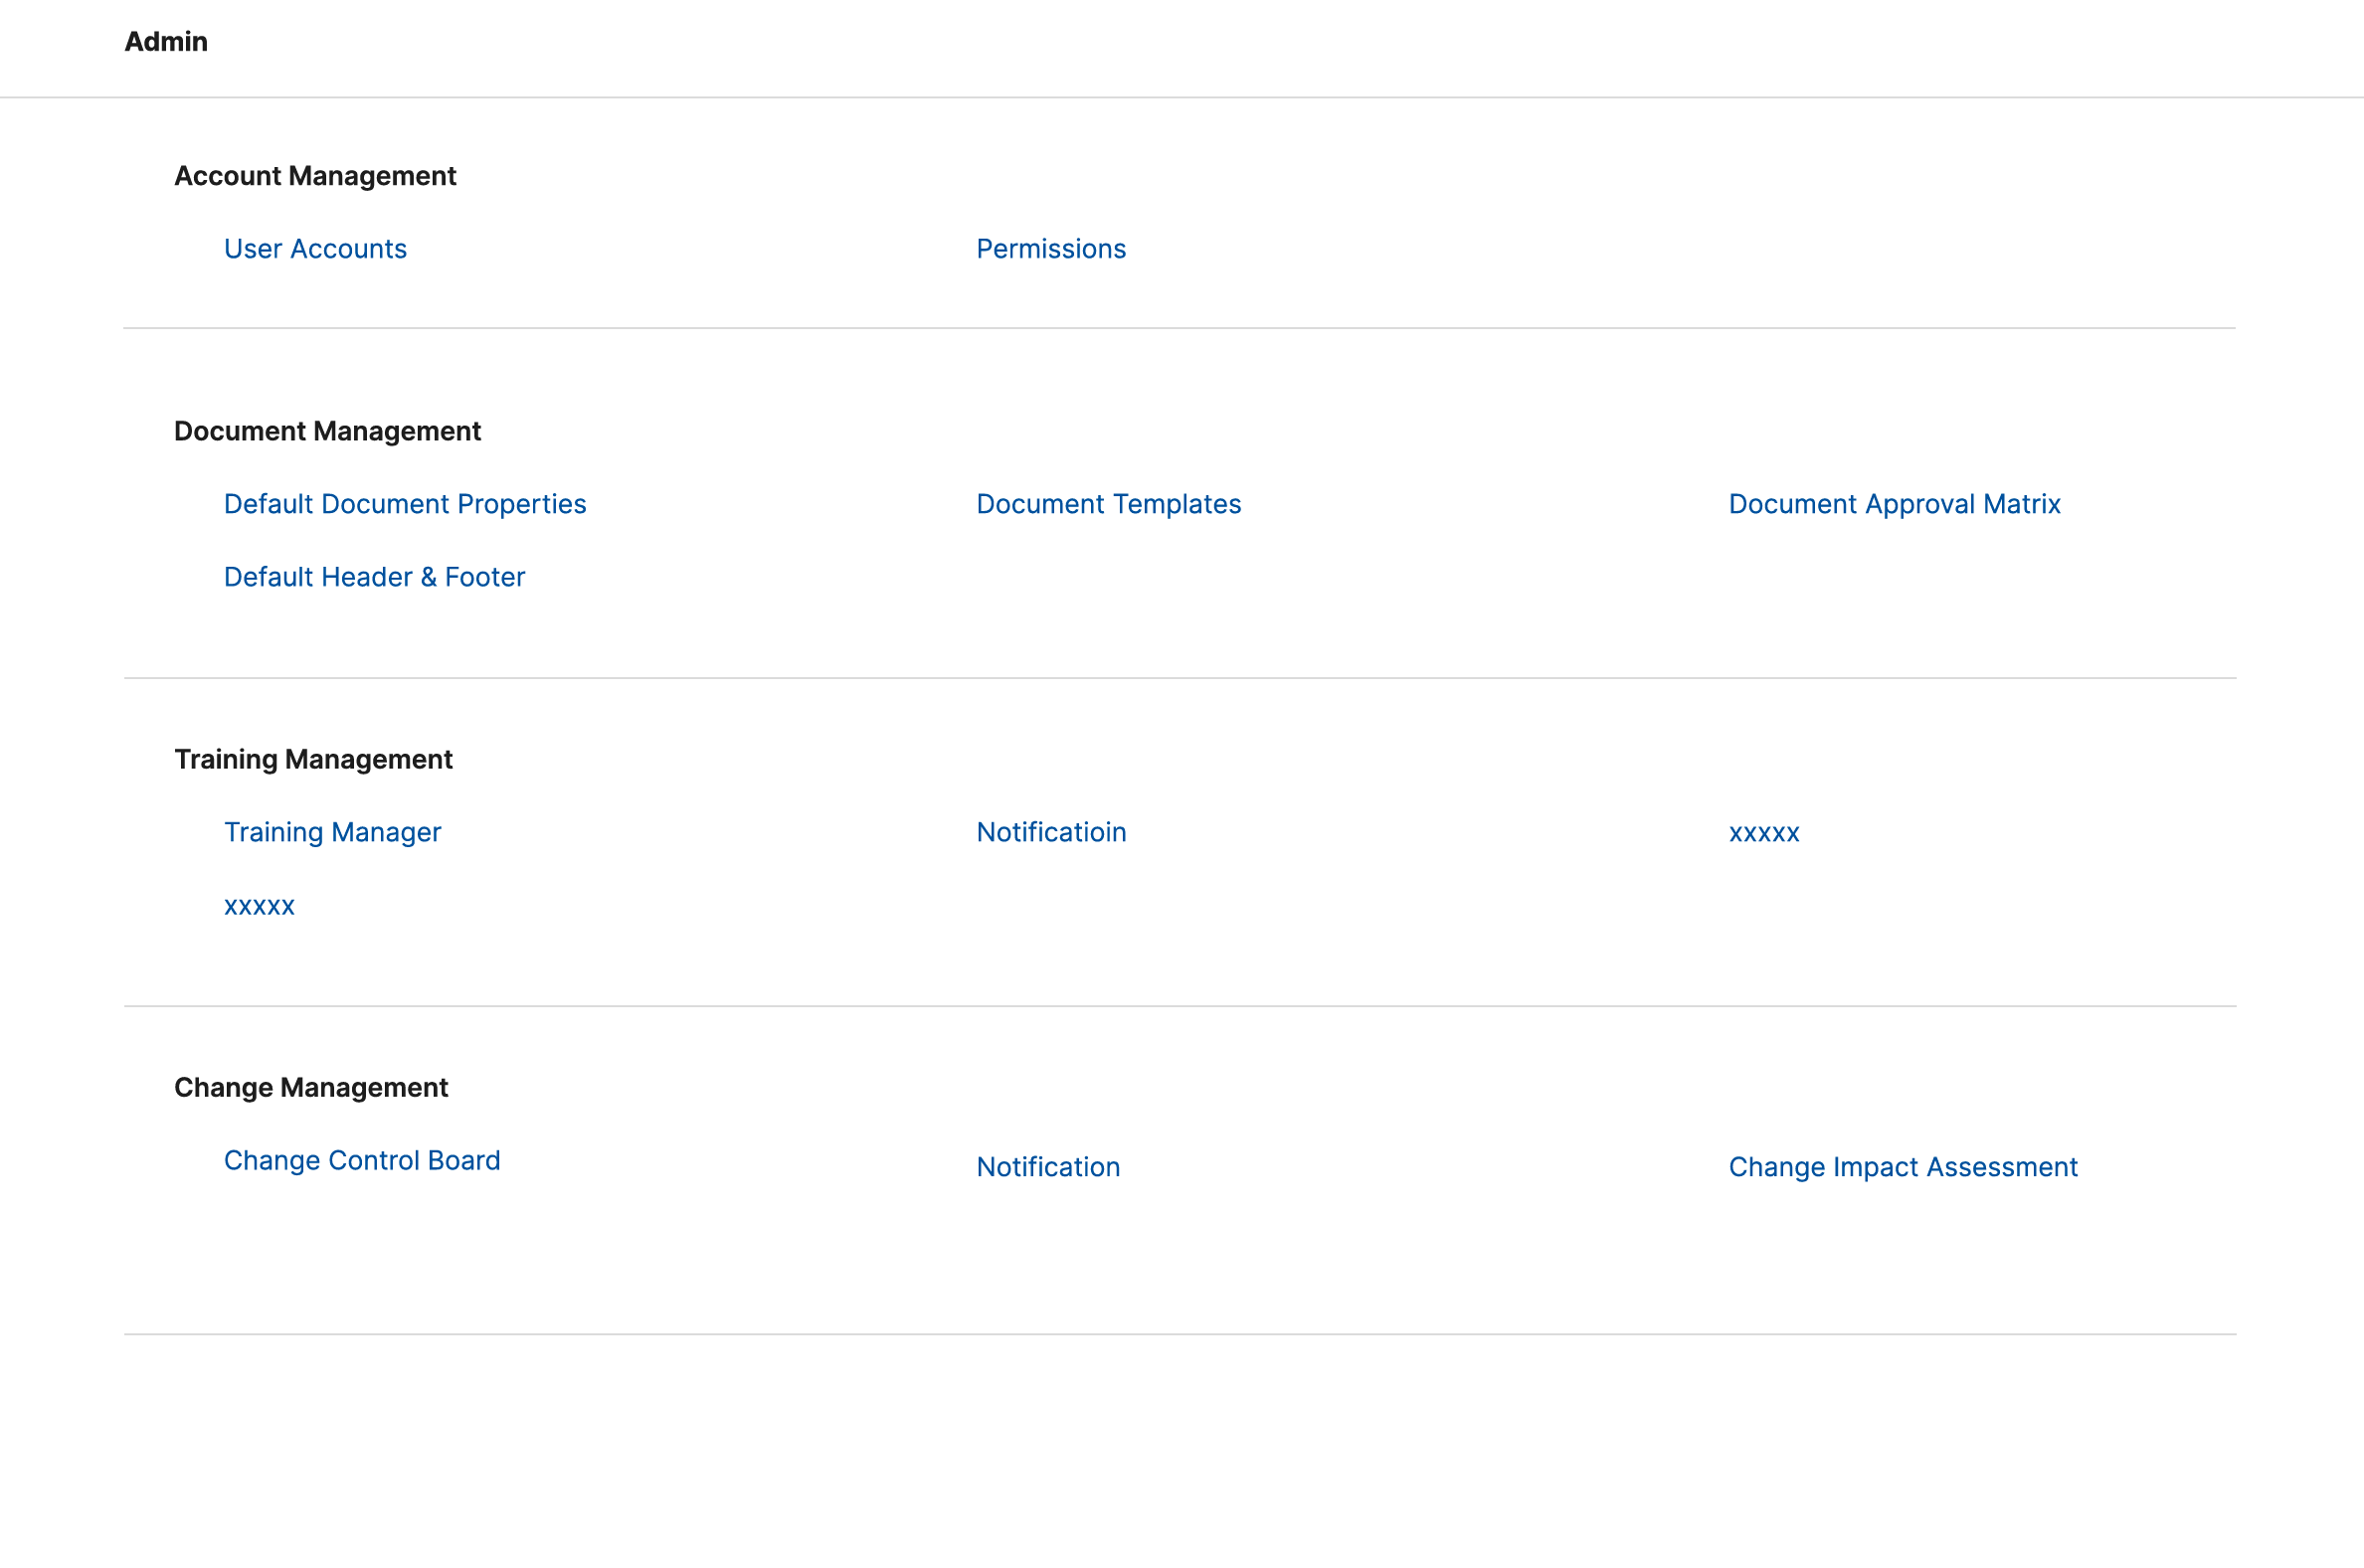 Admin
Account Management
User Accounts
Permissions
Document Management
Default Document Properties
Document Templates
Document Approval Matrix
Default Header & Footer
Training Management
Training Manager
Notificatioin
xxxxx
xxxxx
Change Management
Change Control Board
Notification
Change Impact Assessment